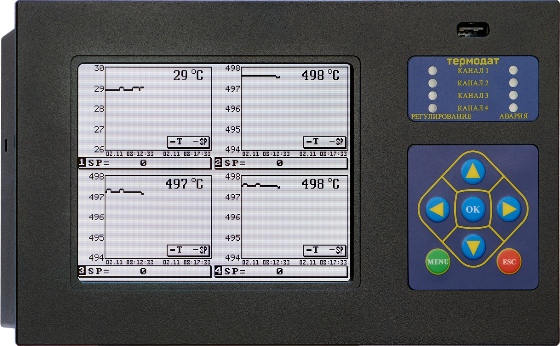 термодат
КАНАЛ 1
КАНАЛ 2
КАНАЛ 3
КАНАЛ 4
РЕГУЛИРОВАНИЕ АВАРИЯ
30
29
28
27
26
29 °C
—T —SP
02.11 08:12:33 02.11 08:17:33
1 SP= 0
498
497
496
495
494
498 °C
—T —SP
02.11 08:12:33 02.11 08:17:33
2 SP= 0
498
497
496
495
494
497 °C
—T —SP
02.11 08:12:33 02.11 08:17:33
3 SP= 0
498
497
496
495
494
498 °C
—T —SP
02.11 08:12:33 02.11 08:17:33
4 SP= 0
OK
MENU
ESC